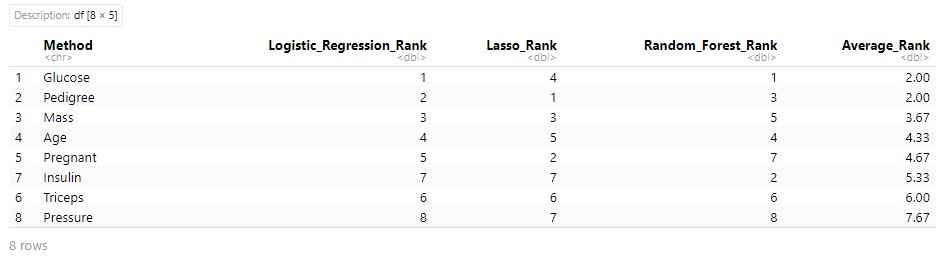 Description: df [8 × 5]
Method Logistic_Regression_Rank Lasso_Rank Random_Forest_Rank Average_Rank
<chr> <dbl> <dbl> <dbl> <dbl>
1 Glucose 1 4 1 2.00
2 Pedigree 2 1 3 2.00
3 Mass 3 3 5 3.67
4 Age 4 5 4 4.33
5 Pregnant 5 2 7 4.67
7 Insulin 7 7 2 5.33
6 Triceps 6 6 6 6.00
8 Pressure 8 7 8 7.67
8 rows